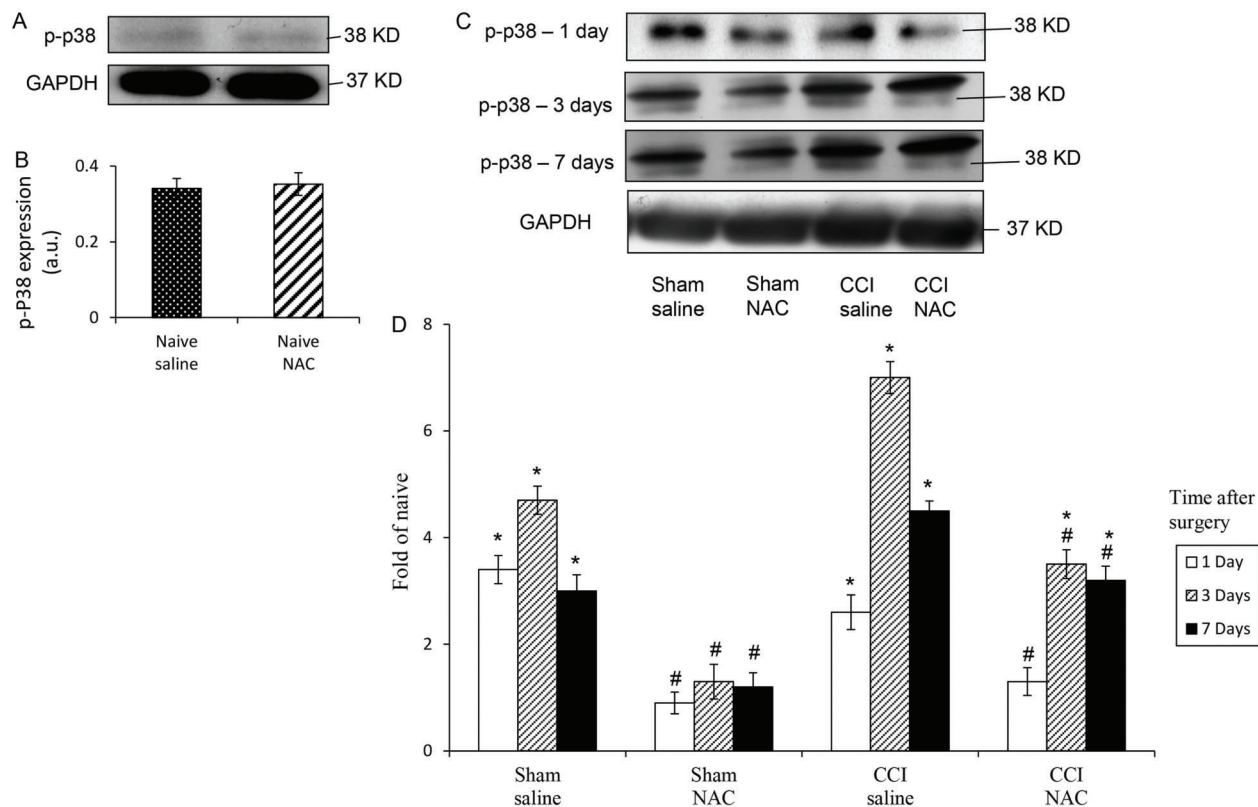 A
p-p38
38 KD
GAPDH
37 KD
B
p-P38 expression
(a.u.)
0.4
0.2
0
Naive
saline
Naive
NAC
C
p-p38 – 1 day
38 KD
p-p38 – 3 days
38 KD
p-p38 – 7 days
38 KD
GAPDH
37 KD
Sham
saline
Sham
NAC
CCI
saline
CCI
NAC
D
Fold of naive
8
6
4
2
0
*
*
*
#
#
#
*
*
*
#
*
#
*
#
Sham
saline
Sham
NAC
CCI
saline
CCI
NAC
Time after
surgery
1 Day
3 Days
7 Days